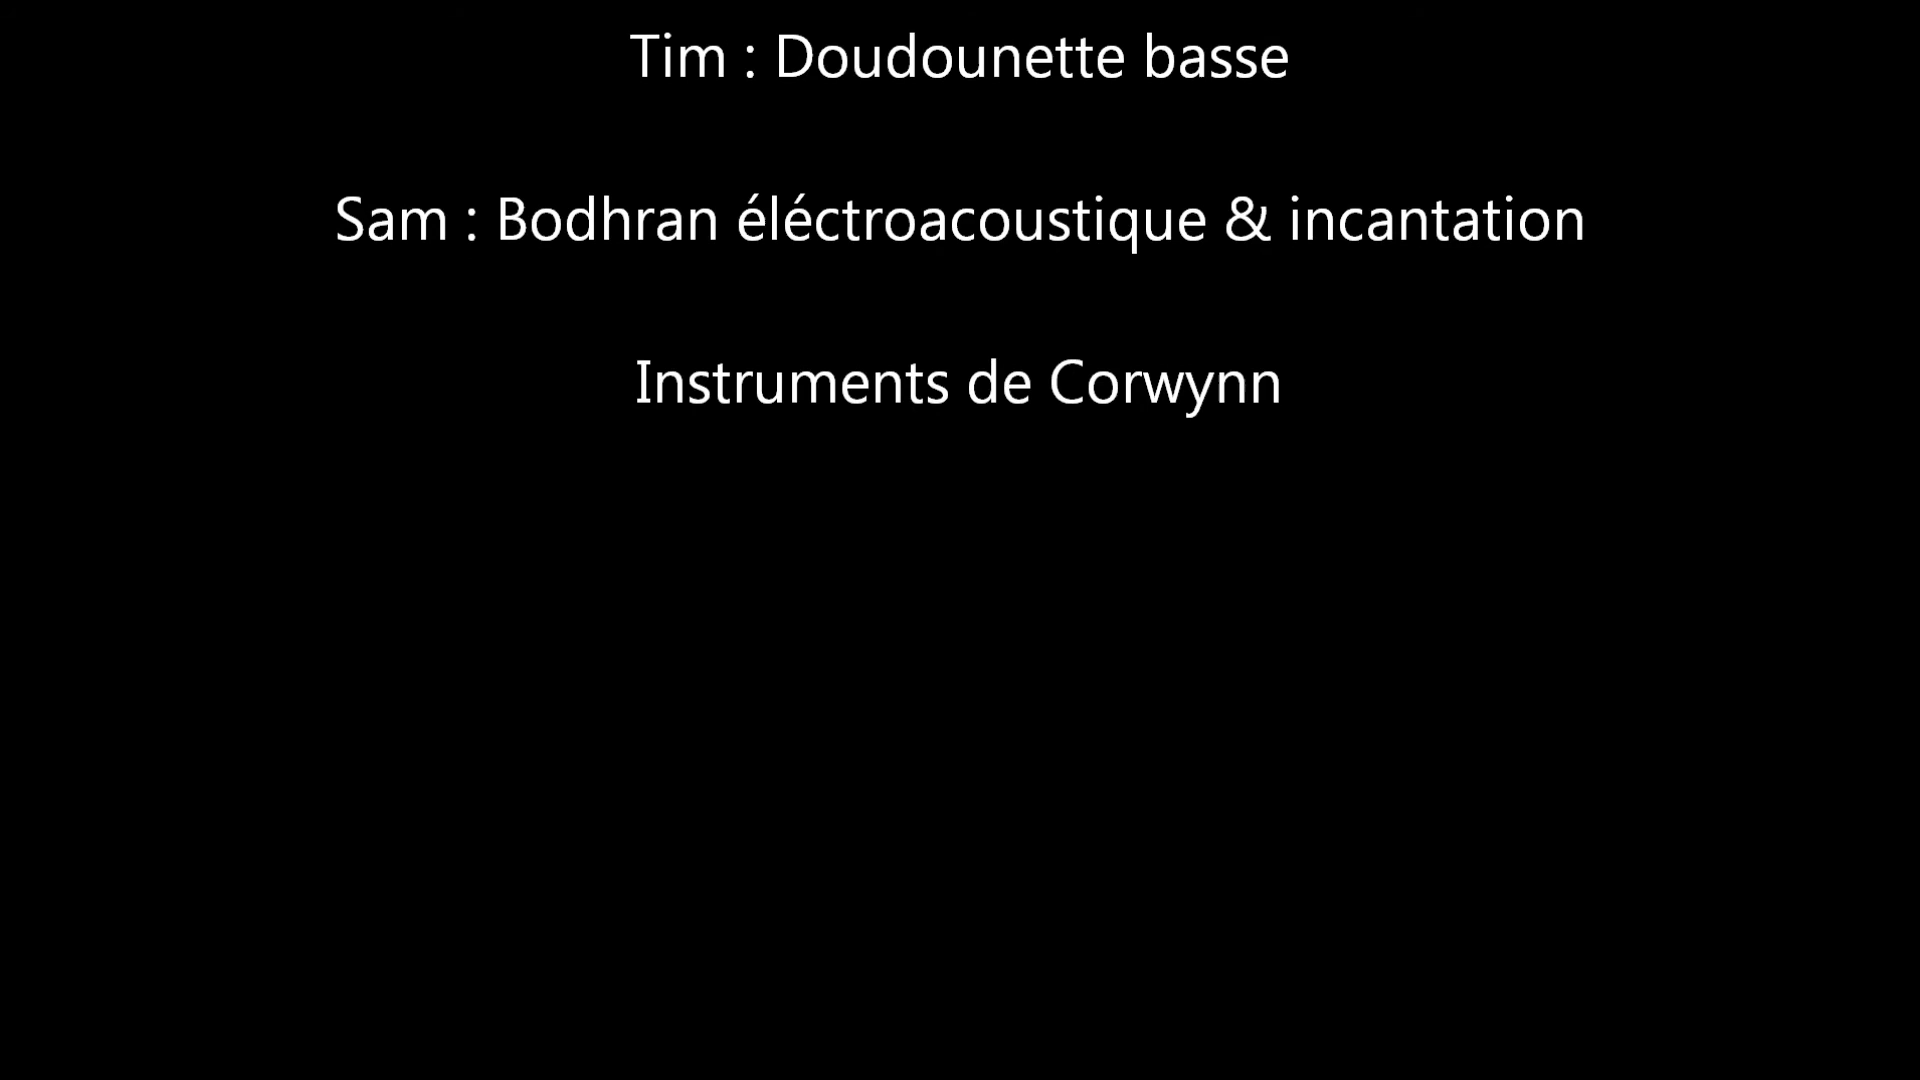 Tim : Doudounette basse
Sam : Bodhran éléctroacoustique & incantation
Instruments de Corwynn